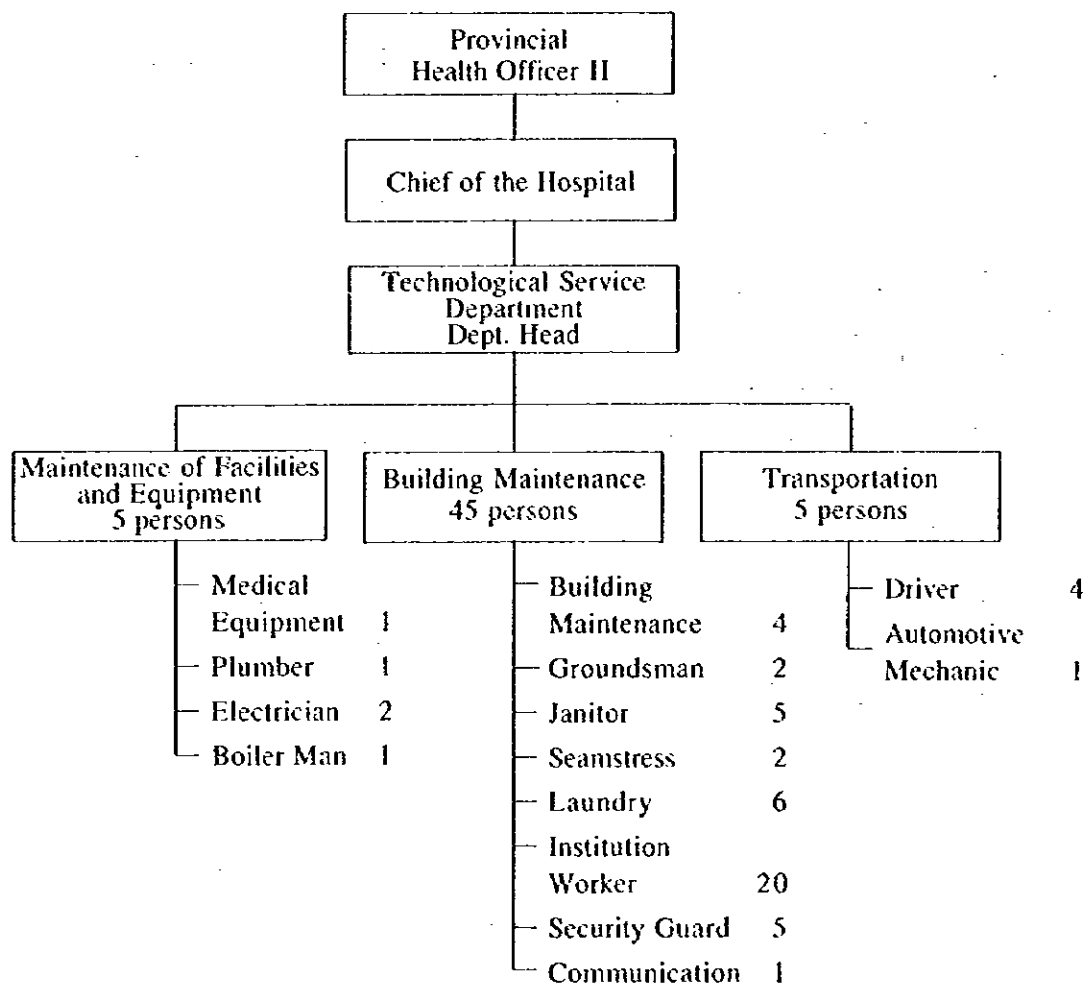 Provincial
Health Officer II
Chief of the Hospital
Technological Service
Department
Dept. Head
Maintenance of Facilities
and Equipment
5 persons
Medical
Equipment 1
Plumber 1
Electrician 2
Boiler Man 1
Building Maintenance
45 persons
Building
Maintenance 4
Groundsman 2
Janitor 5
Seamstress 2
Laundry 6
Institution
Worker 20
Security Guard 5
Communication 1
Transportation
5 persons
Driver 4
Automotive
Mechanic 1